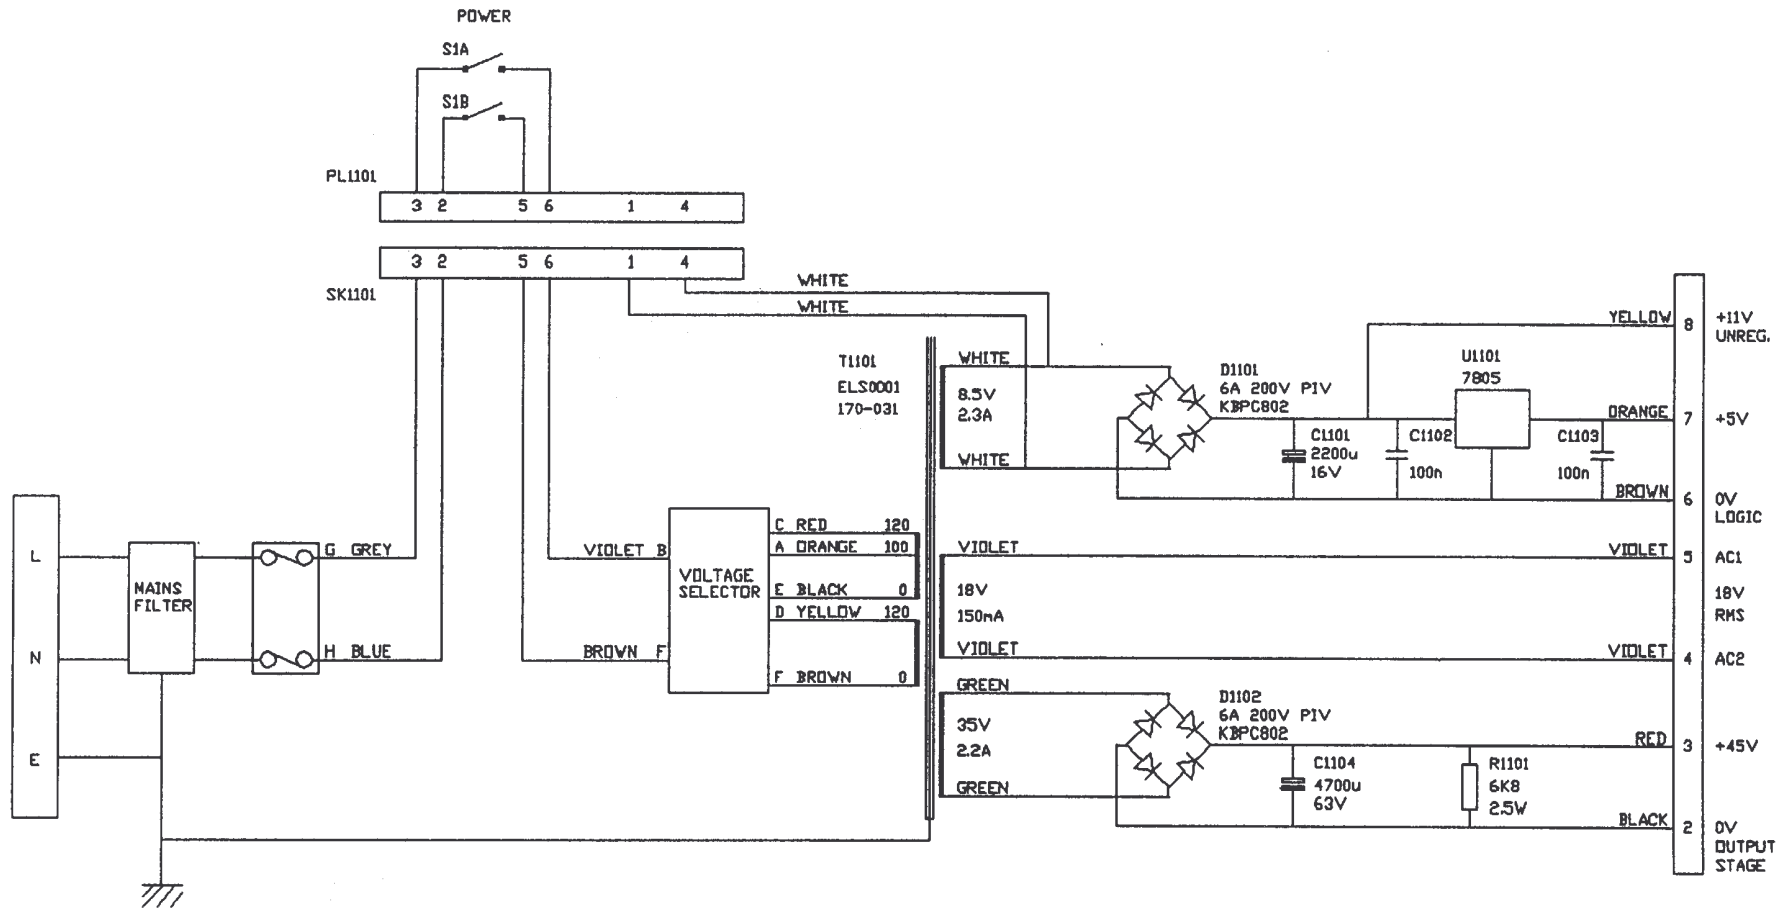 POWER
S1A
S1B
PL1101
3 2 5 6 1 4
3 2 5 6 1 4
SK1101
WHITE
WHITE
T1101
ELS0001
170-031
WHITE
8.5V
2.3A
WHITE
D1101
6A 200V PIV
KBPC802
C1101
2200u
16V
C1102
100n
U1101
7805
C1103
100n
YELLOW 8 +11V
UNREG.
ORANGE 7 +5V
BROWN 6 0V
LOGIC
L
N
E
MAINS
FILTER
G GREY
H BLUE
VIOLET B
BROWN F
VOLTAGE
SELECTOR
C RED 120
A ORANGE 100
E BLACK 0
D YELLOW 120
F BROWN 0
VIOLET
18V
150mA
VIOLET
VIOLET 5 AC1
18V
RMS
VIOLET 4 AC2
GREEN
35V
2.2A
GREEN
D1102
6A 200V PIV
KBPC802
C1104
4700u
63V
R1101
6K8
2.5W
RED 3 +45V
BLACK 2 0V
OUTPUT
STAGE